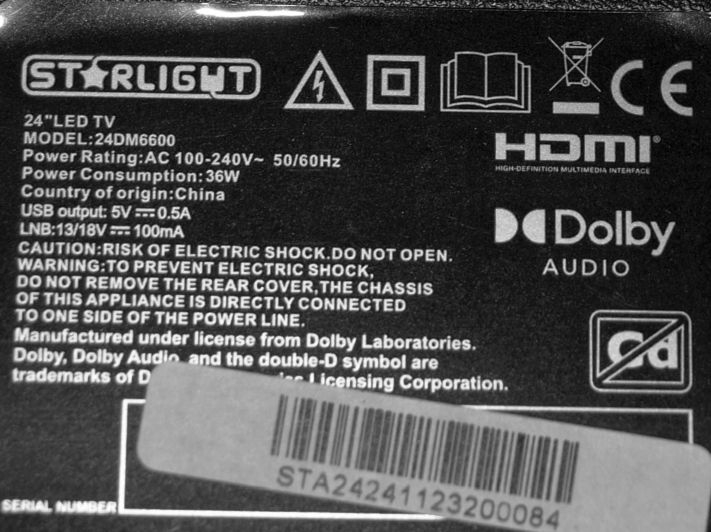 STARLIGHT
24"LED TV
MODEL:24DM6600
Power Rating:AC 100-240V~ 50/60Hz
Power Consumption:36W
Country of origin:China
USB output: 5V⎓0.5A
LNB:13/18V⎓100mA
CAUTION:RISK OF ELECTRIC SHOCK.DO NOT OPEN.
WARNING:TO PREVENT ELECTRIC SHOCK,
DO NOT REMOVE THE REAR COVER,THE CHASSIS
OF THIS APPLIANCE IS DIRECTLY CONNECTED
TO ONE SIDE OF THE POWER LINE.
Manufactured under license from Dolby Laboratories.
Dolby, Dolby Audio, and the double-D symbol are
trademarks of Licensing Corporation.
CE
HDMI®
HIGH-DEFINITION MULTIMEDIA INTERFACE
Dolby
AUDIO
Cd
STA24241123200084
SERIAL NUMBER